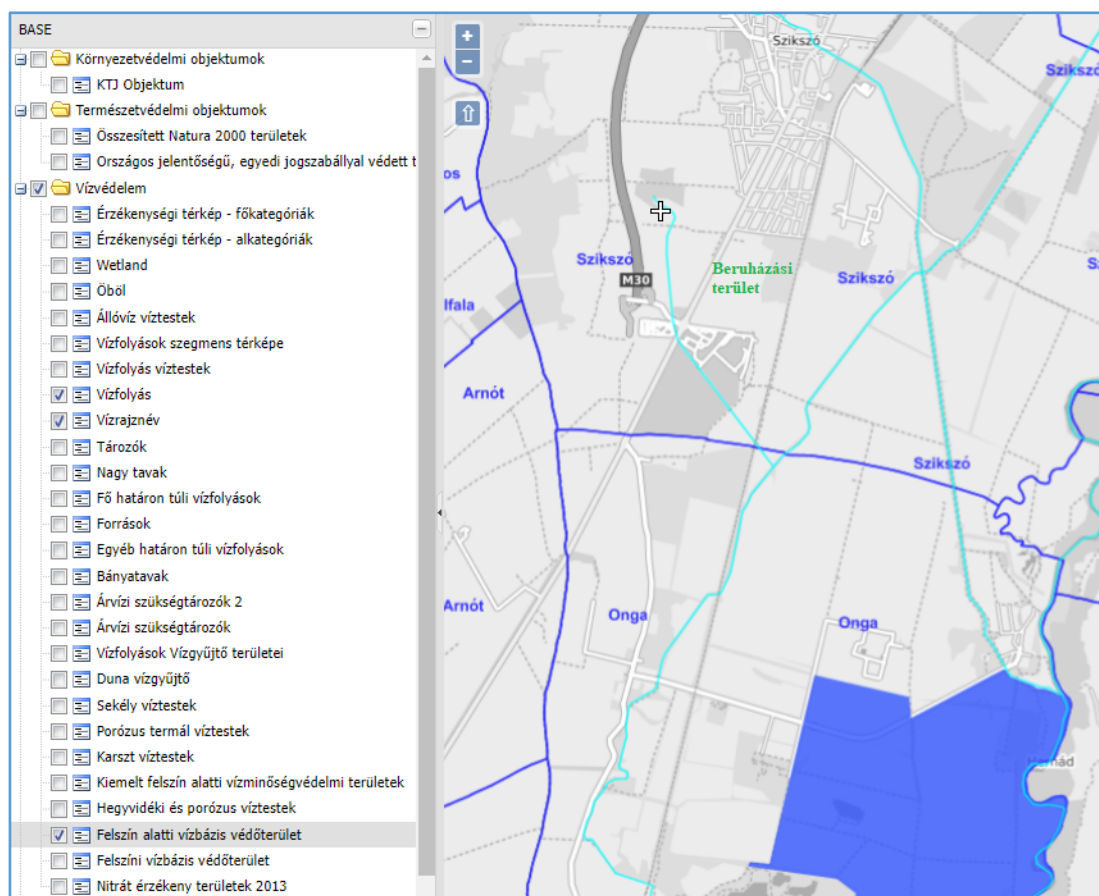 BASE
Környezetvédelmi objektumok
KTJ Objektum
Természetvédelmi objektumok
Összesített Natura 2000 területek
Országos jelentőségű, egyedi jogszabállyal védett t
Vízvédelem
Érzékenységi térkép - főkategóriák
Érzékenységi térkép - alkategóriák
Wetland
Öböl
Állóvíz víztestek
Vízfolyások szegmens térképe
Vízfolyás víztestek
Vízfolyás
Vízrajznév
Tározók
Nagy tavak
Fő határon túli vízfolyások
Források
Egyéb határon túli vízfolyások
Bányatavak
Árvízi szükségtározók 2
Árvízi szükségtározók
Vízfolyások Vízgyűjtő területei
Duna vízgyűjtő
Sekély víztestek
Porózus termál víztestek
Karszt víztestek
Kiemelt felszín alatti vízminőségvédelmi területek
Hegyvidéki és porózus víztestek
Felszín alatti vízbázis védőterület
Felszíni vízbázis védőterület
Nitrát érzékeny területek 2013
Szikszó
Szikszó
os
Szikszó
Beruházási
terület
Szikszó
S
M30
lfala
Arnót
Szikszó
Arnót
Onga
Onga
Hernád